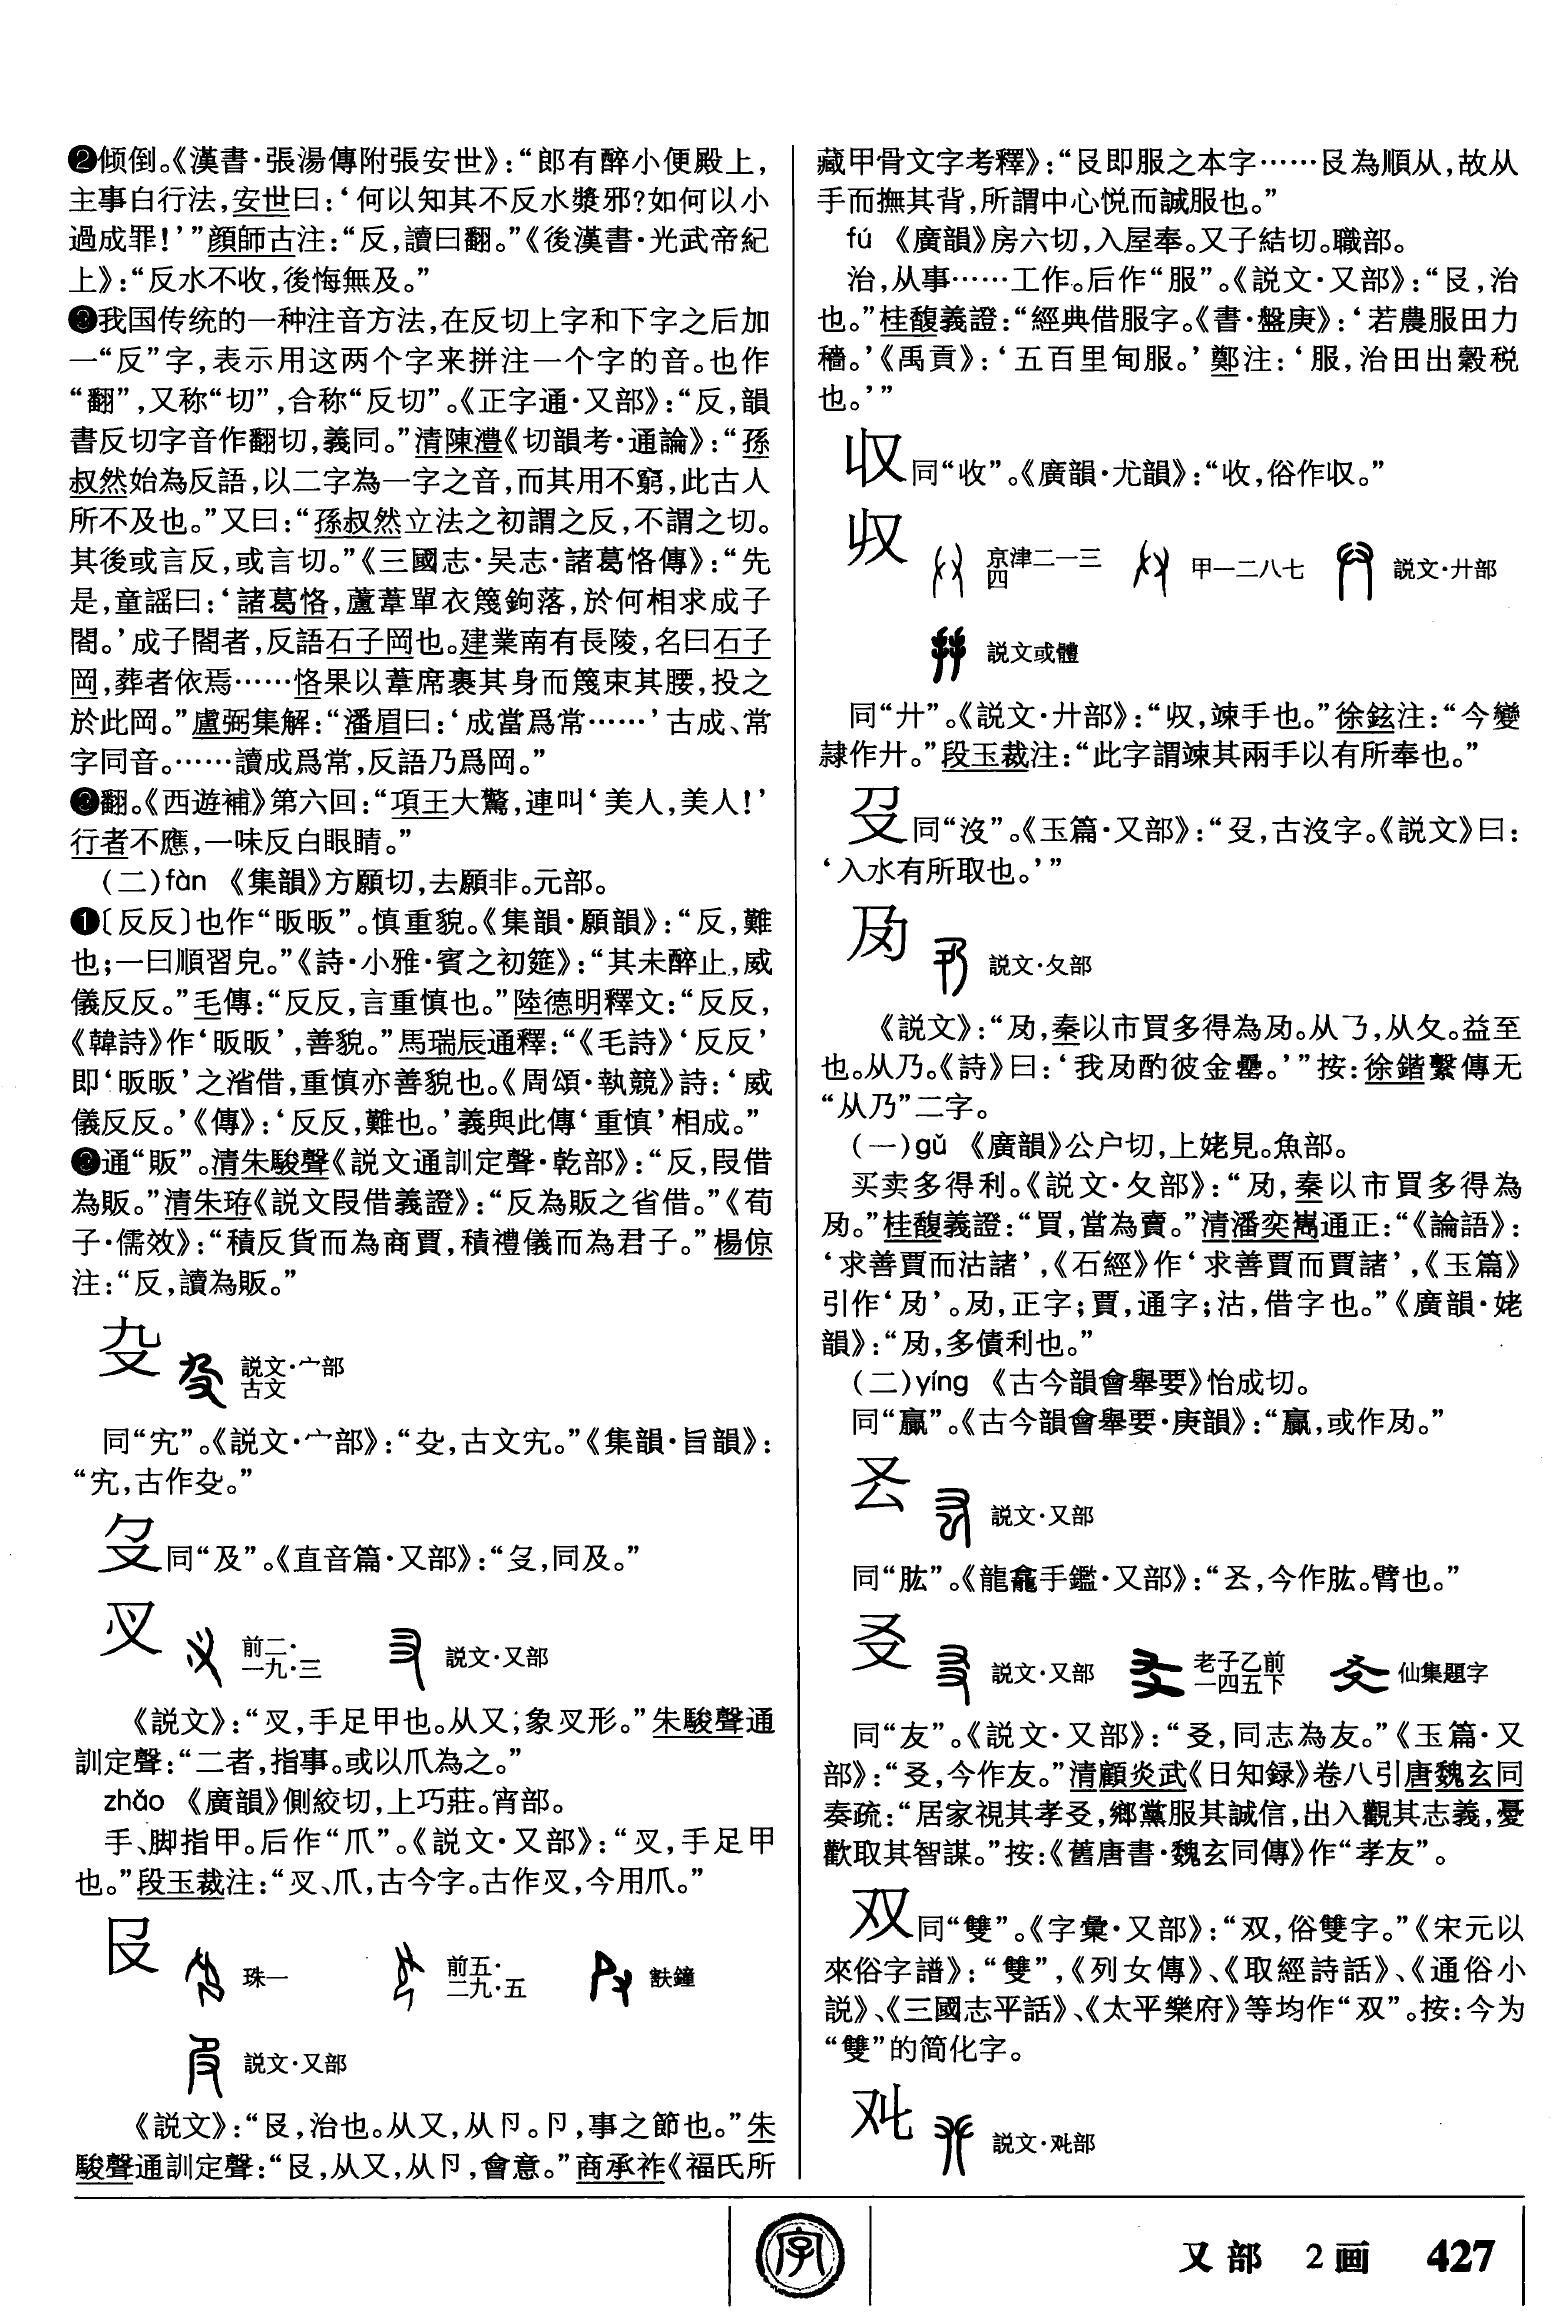 ❷倾倒。《漢書·張湯傳附張安世》：“郎有醉小便殿上，
主事白行法，安世曰：‘何以知其不反水漿邪？如何以小
過成罪！’”顔師古注：“反，讀曰翻。”《後漢書·光武帝紀
上》：“反水不收，後悔無及。”
我国传统的一种注音方法，在反切上字和下字之后加
一“反”字，表示用这两个字来拼注一个字的音。也作
“翻”，又称“切”，合称“反切”。《正字通·又部》：“反，韻
書反切字音作翻切，義同。”清陳澧《切韻考·通論》：“孫
叔然始為反語，以二字為一字之音，而其用不窮，此古人
所不及也。”又曰：“孫叔然立法之初謂之反，不謂之切。
其後或言反，或言切。”《三國志·吴志·諸葛恪傳》：“先
是，童謡曰：‘諸葛恪，蘆葦單衣篾鉤落，於何相求成子
閣。’成子閣者，反語石子岡也。建業南有長陵，名曰石子
岡，葬者依焉……恪果以葦席裹其身而篾束其腰，投之
於此岡。”盧弼集解：“潘眉曰：‘成當爲常……’古成、常
字同音。……讀成爲常，反語乃爲岡。”
翻。《西遊補》第六回：“項王大驚，連叫‘美人，美人！’
行者不應，一味反白眼睛。”
（二）fàn 《集韻》方願切，去願非。元部。
❶〔反反〕也作“昄昄”。慎重貌。《集韻·願韻》：“反，難
也；一曰順習皃。”《詩·小雅·賓之初筵》：“其未醉止，威
儀反反。”毛傳：“反反，言重慎也。”陸德明釋文：“反反，
《韓詩》作‘昄昄’，善貌。”馬瑞辰通釋：“《毛詩》‘反反’
即‘昄昄’之渻借，重慎亦善貌也。《周頌·執競》詩：‘威
儀反反。’《傳》：‘反反，難也。’義與此傳‘重慎’相成。”
通“販”。清朱駿聲《説文通訓定聲·乾部》：“反，叚借
為販。”清朱珔《説文叚借義證》：“反為販之省借。”《荀
子·儒效》：“積反貨而為商賈，積禮儀而為君子。”楊倞
注：“反，讀為販。”
説文·宀部
古文
同“宄”。《説文·宀部》：“㕝，古文宄。”《集韻·旨韻》：
“宄，古作。”
同“及”。《直音篇·又部》：“，同及。”
叉 前二·
一九·三 説文·又部
《説文》：“㕚，手足甲也。从又；象㕚形。”朱駿聲通
訓定聲：“二者，指事。或以爪為之。”
zhǎo 《廣韻》側絞切，上巧莊。宵部。
手、脚指甲。后作“爪”。《説文·又部》：“㕚，手足甲
也。”段玉裁注：“㕚、爪，古今字。古作㕚，今用爪。”
𠬝 珠一 前五·
二九·五 㝬鐘
説文·又部
《説文》：“𠬝，治也。从又，从卪。卪，事之節也。”朱
駿聲通訓定聲：“𠬝，从又，从卪，會意。”商承祚《福氏所
藏甲骨文字考釋》：“𠬝即服之本字……𠬝為順从，故从
手而撫其背，所謂中心悦而誠服也。”
fú 《廣韻》房六切，入屋奉。又子結切。職部。
治，从事……工作。后作“服”。《説文·又部》：“𠬝，治
也。”桂馥義證：“經典借服字。《書·盤庚》：‘若農服田力
穡。’《禹貢》：‘五百里甸服。’鄭注：‘服，治田出穀税
也。’”
収同“收”。《廣韻·尤韻》：“收，俗作収。”
𠬞 京津二一三
四 甲一二八七 説文·廾部
説文或體
同“廾”。《説文·廾部》：“𠬞，竦手也。”徐鉉注：“今變
隷作廾。”段玉裁注：“此字謂竦其兩手以有所奉也。”
𠬛同“沒”。《玉篇·又部》：“𠬛，古沒字。《説文》曰：
‘入水有所取也。’”
夃 説文·夂部
《説文》：“夃，秦以市買多得為夃。从𠄎，从夂。益至
也。从乃。《詩》曰：‘我夃酌彼金罍。’”按：徐鍇繫傳无
“从乃”二字。
（一）gǔ 《廣韻》公户切，上姥見。魚部。
买卖多得利。《説文·夂部》：“夃，秦以市買多得為
夃。”桂馥義證：“買，當為賣。”清潘奕雋通正：“《論語》：
‘求善賈而沽諸’，《石經》作‘求善賈而賈諸’，《玉篇》
引作‘夃’。夃，正字；賈，通字；沽，借字也。”《廣韻·姥
韻》：“夃，多債利也。”
（二）yíng 《古今韻會舉要》怡成切。
同“贏”。《古今韻會舉要·庚韻》：“贏，或作夃。”
厷 説文·又部
同“肱”。《龍龕手鑑·又部》：“，今作肱。臂也。”
㕛 説文·又部 老子乙前
一四五下 仙集題字
同“友”。《説文·又部》：“㕛，同志為友。”《玉篇·又
部》：“㕛，今作友。”清顧炎武《日知録》卷八引唐魏玄同
奏疏：“居家視其孝㕛，鄉黨服其誠信，出入觀其志義，憂
歡取其智謀。”按：《舊唐書·魏玄同傳》作“孝友”。
双同“雙”。《字彙·又部》：“双，俗雙字。”《宋元以
來俗字譜》：“雙”，《列女傳》、《取經詩話》、《通俗小
説》、《三國志平話》、《太平樂府》等均作“双”。按：今为
“雙”的简化字。
𠬜 説文·𠬜部
字
又部 2画 427